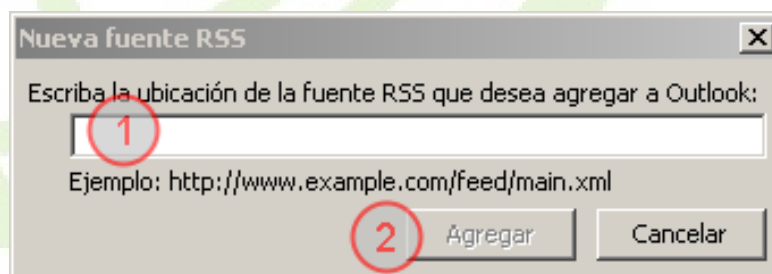 Nueva fuente RSS
Escriba la ubicación de la fuente RSS que desea agregar a Outlook:
1
Ejemplo: http://www.example.com/feed/main.xml
2 Agregar Cancelar